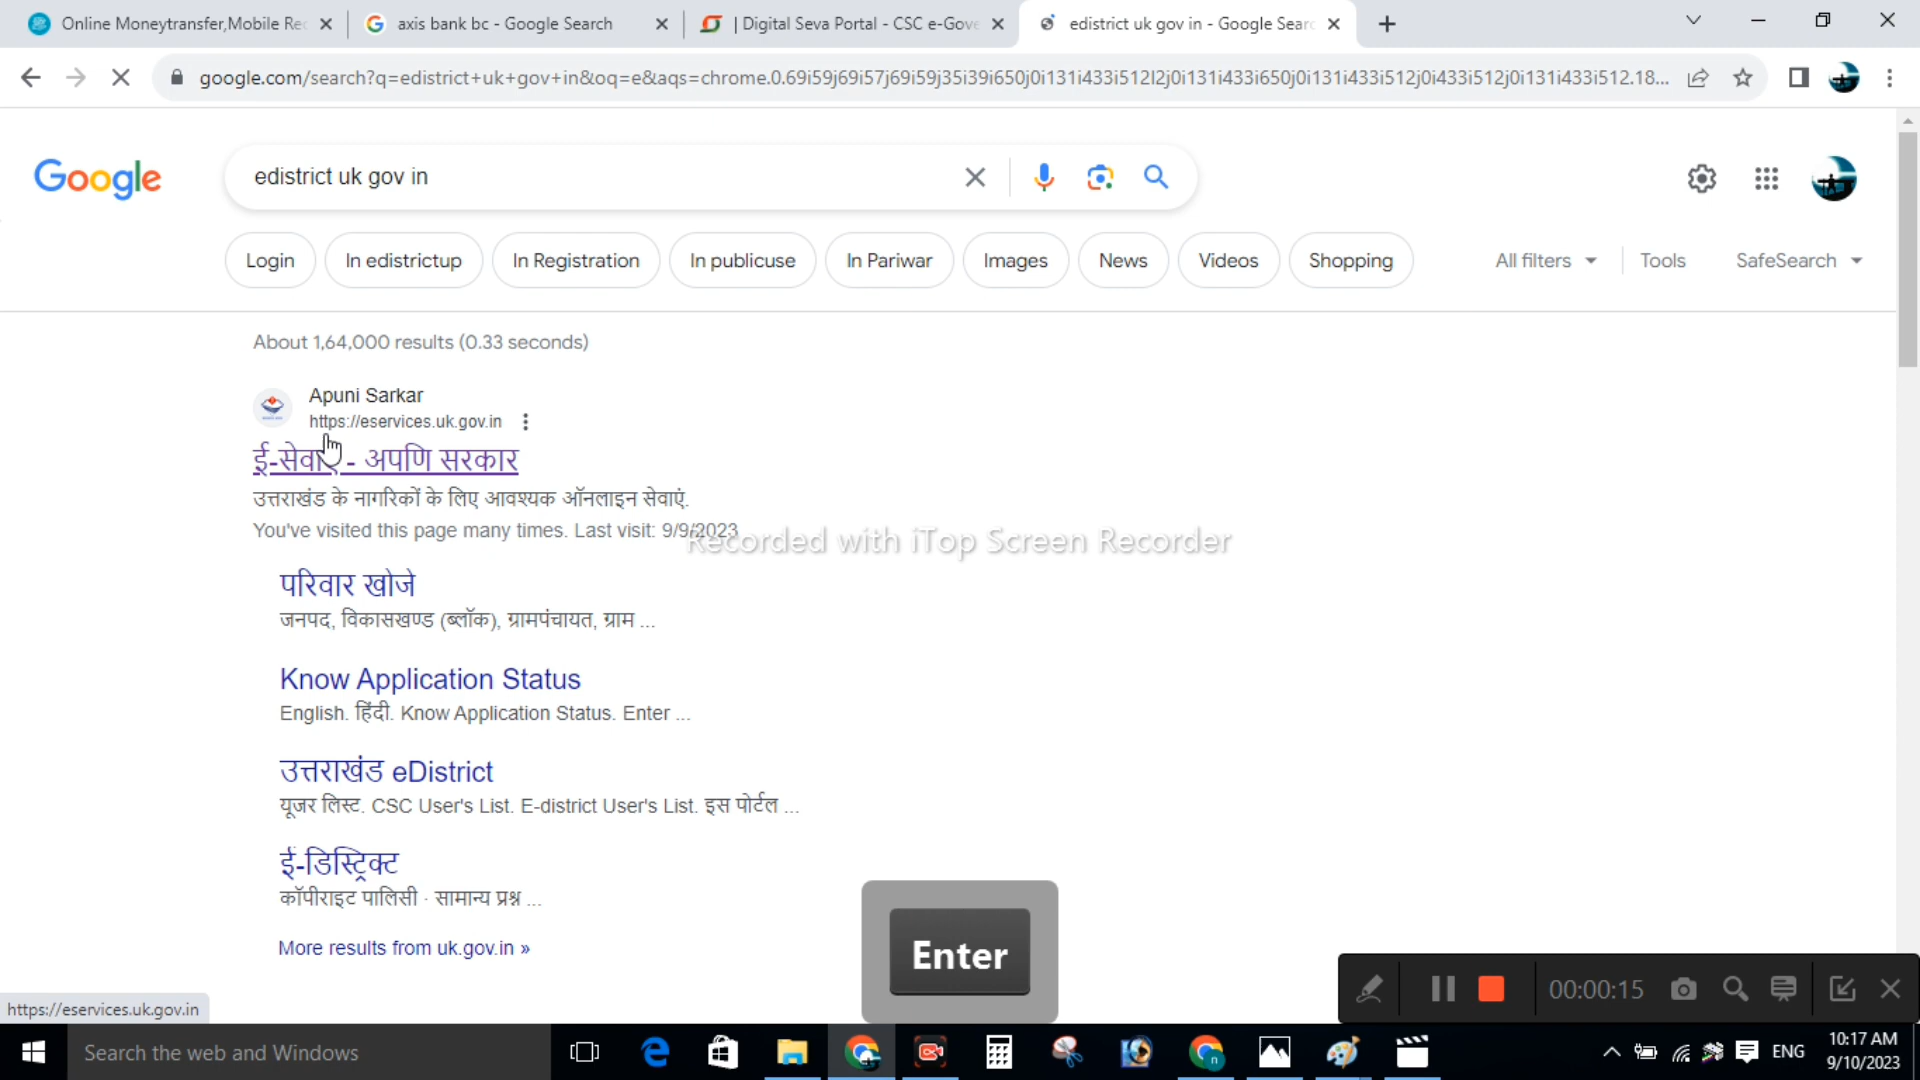 Online Moneytransfer,Mobile Rec
axis bank bc - Google Search
| Digital Seva Portal - CSC e-Gove
edistrict uk gov in - Google Searc
google.com/search?q=edistrict+uk+gov+in&oq=e&aqs=chrome.0.69i59j69i57j69i59j35i39i650j0i131i433i512l2j0i131i433i650j0i131i433i512j0i433i512j0i131i433i512.18...
Google
edistrict uk gov in
Login
In edistrictup
In Registration
In publicuse
In Pariwar
Images
News
Videos
Shopping
All filters
Tools
SafeSearch
About 1,64,000 results (0.33 seconds)
Apuni Sarkar
https://eservices.uk.gov.in
ई-सेवाएं - अपणि सरकार
उत्तराखंड के नागरिकों के लिए आवश्यक ऑनलाइन सेवाएं.
You've visited this page many times. Last visit: 9/9/2023
Recorded with iTop Screen Recorder
परिवार खोजे
जनपद, विकासखण्ड (ब्लॉक), ग्रामपंचायत, ग्राम ...
Know Application Status
English. हिंदी. Know Application Status. Enter ...
उत्तराखंड eDistrict
यूजर लिस्ट. CSC User's List. E-district User's List. इस पोर्टल ...
ई-डिस्ट्रिक्ट
कॉपीराइट पालिसी · सामान्य प्रश्न ...
More results from uk.gov.in »
Enter
00:00:15
https://eservices.uk.gov.in
Search the web and Windows
ENG
10:17 AM
9/10/2023